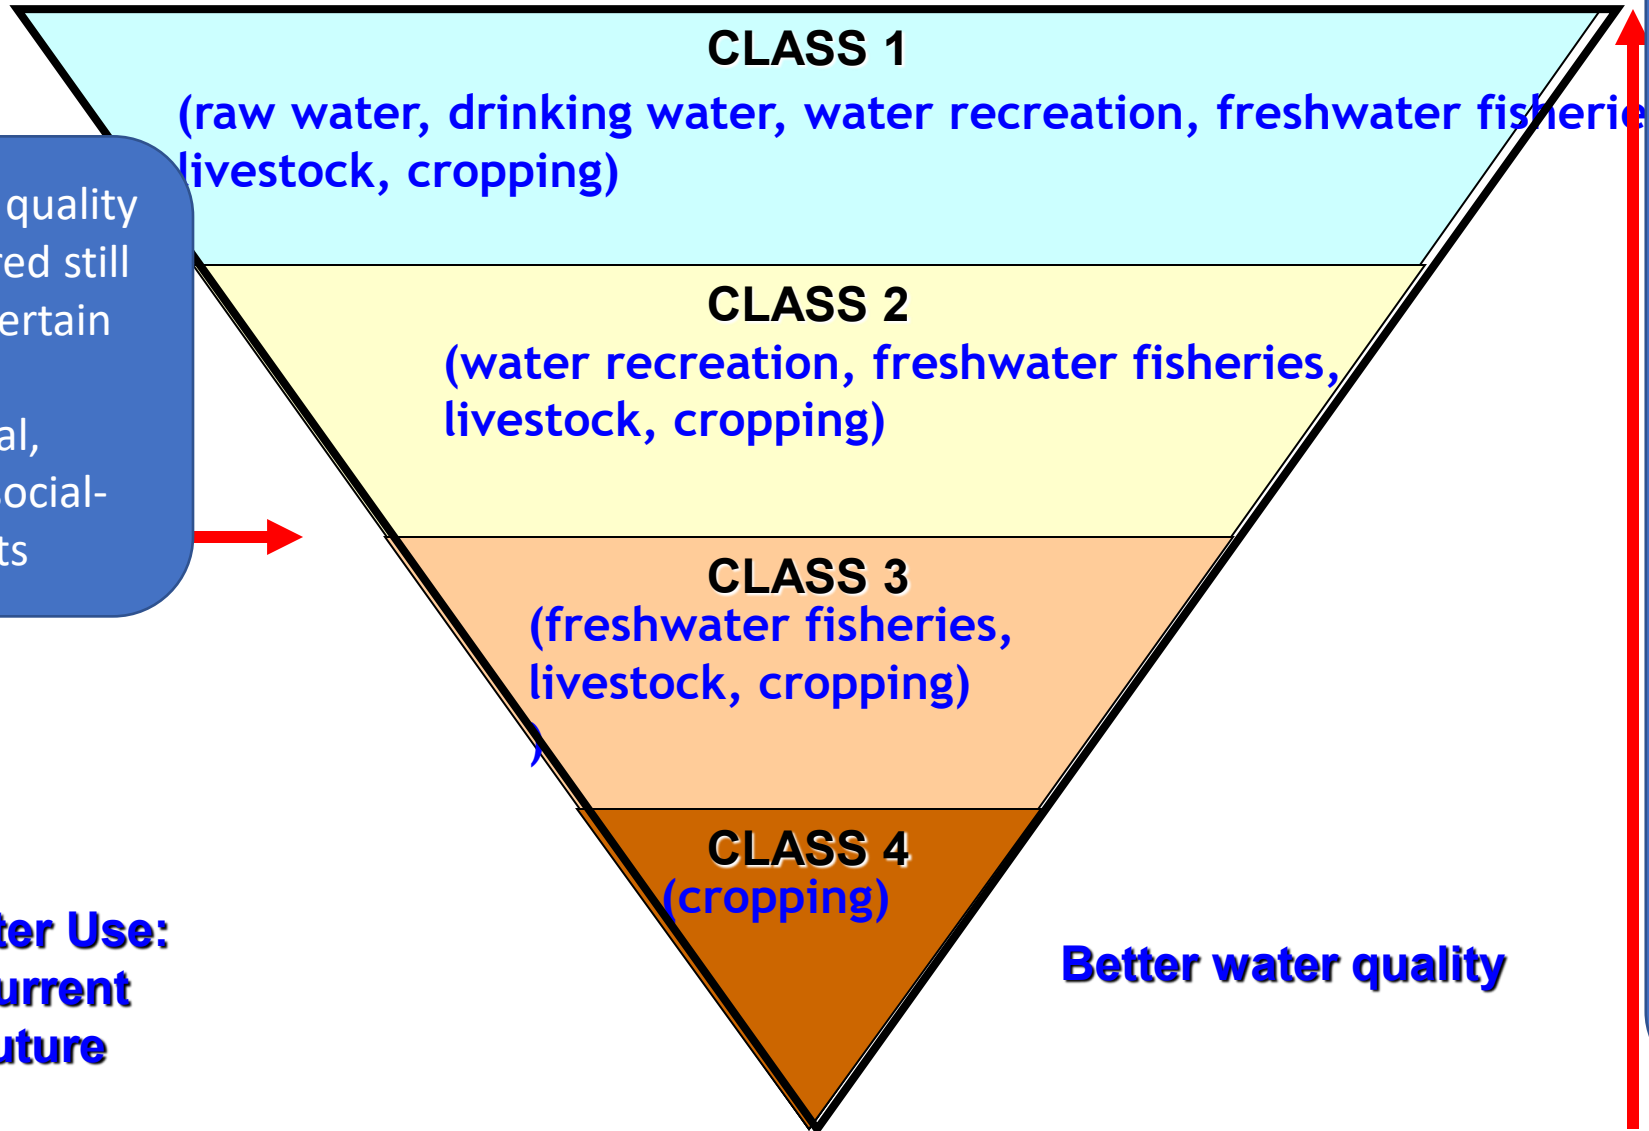 CLASS 1
(raw water, drinking water, water recreation, freshwater fisherie
livestock, cropping)
quality
red still
ertain
al,
social-
ts
CLASS 2
(water recreation, freshwater fisheries,
livestock, cropping)
CLASS 3
(freshwater fisheries,
livestock, cropping)
)
CLASS 4
(cropping)
ter Use:
urrent
uture
Better water quality